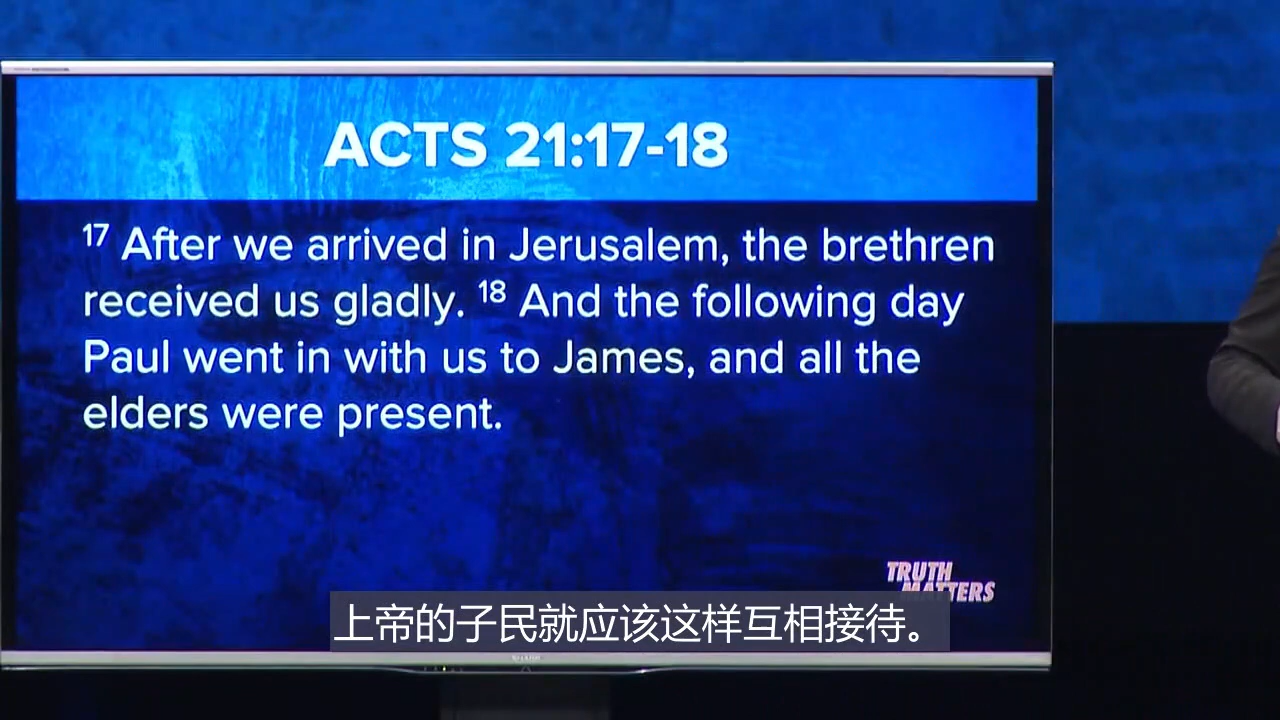 ACTS 21:17-18
17 After we arrived in Jerusalem, the brethren
received us gladly. 18 And the following day
Paul went in with us to James, and all the
elders were present.
TRUTH
MATTERS
上帝的子民就应该这样互相接待。